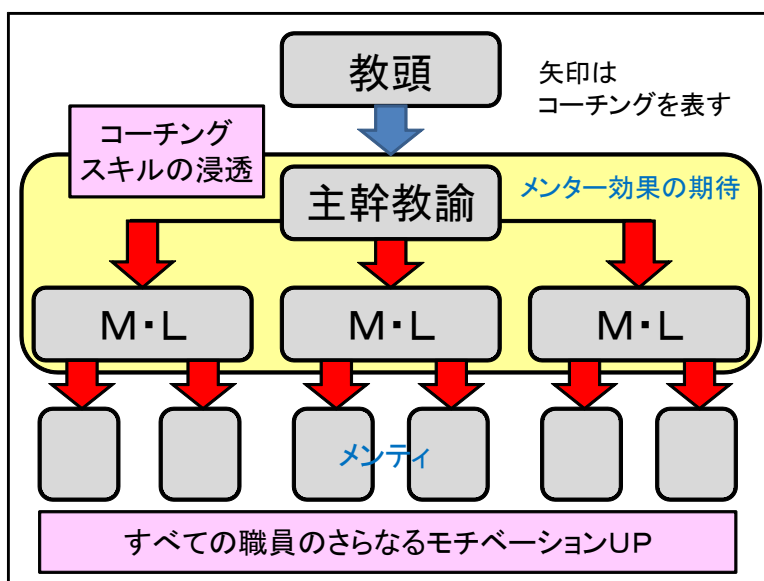 教頭
矢印は
コーチングを表す
コーチング
スキルの浸透
主幹教諭
メンター効果の期待
M・L
M・L
M・L
メンティ
すべての職員のさらなるモチベーションUP